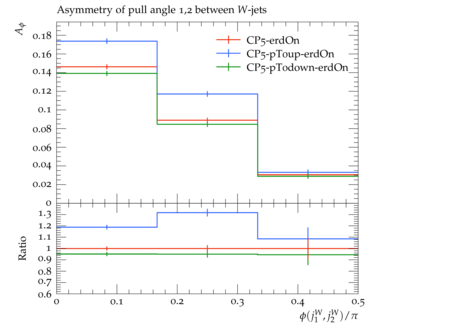 Asymmetry of pull angle 1,2 between W-jets
Aϕ
0.18
0.16
0.14
0.12
0.1
0.08
0.06
0.04
0.02
0
CP5-erdOn
CP5-pToup-erdOn
CP5-pTodown-erdOn
Ratio
1.3
1.2
1.1
1
0.9
0.8
0.7
0.6
0 0.1 0.2 0.3 0.4 0.5
ϕ(j₁ᵂ, j₂ᵂ)/π